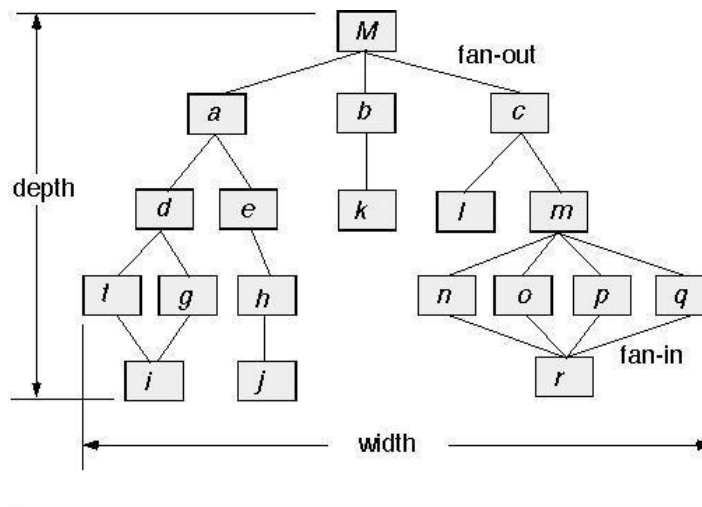 M
fan-out
a b c
depth
d e k l m
t g h n o p q
fan-in
i j r
width